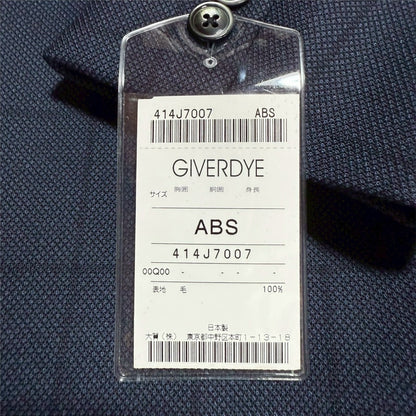 414J7007 ABS
GIVERDYE
サイズ 胸囲 胴囲 身長
ABS
414J7007
00Q00 - - - -
表地 毛 100%
日本製
大賀(株) 東京都中野区本町1-13-18